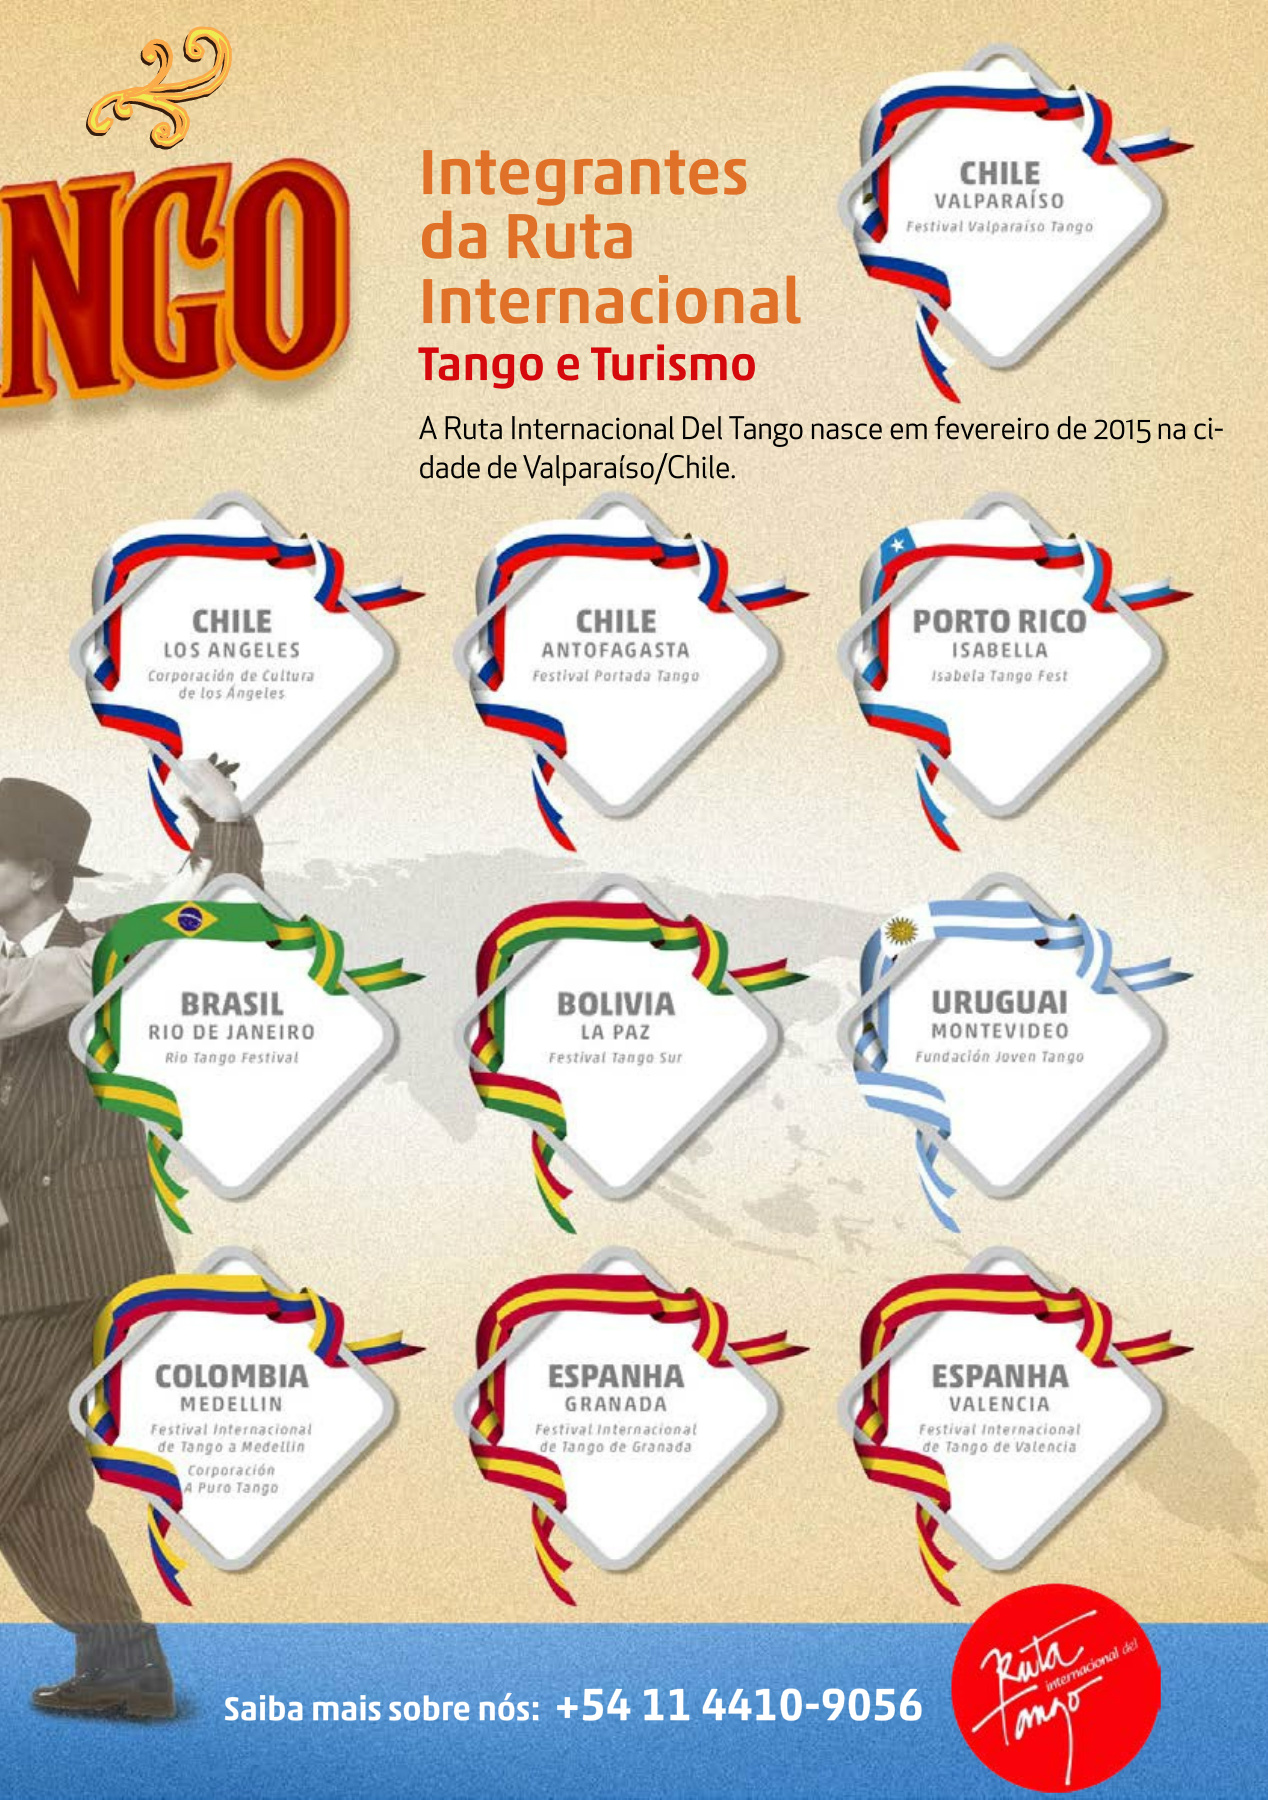 NGO
Integrantes
da Ruta
Internacional
Tango e Turismo
A Ruta Internacional Del Tango nasce em fevereiro de 2015 na ci-
dade de Valparaíso/Chile.
CHILE
VALPARAÍSO
Festival Valparaíso Tango
CHILE
LOS ANGELES
Corporación de Cultura
de los Ángeles
CHILE
ANTOFAGASTA
Festival Portada Tango
PORTO RICO
ISABELLA
Isabela Tango Fest
BRASIL
RIO DE JANEIRO
Rio Tango Festival
BOLIVIA
LA PAZ
Festival Tango Sur
URUGUAI
MONTEVIDEO
Fundación Joven Tango
COLOMBIA
MEDELLIN
Festival Internacional
de Tango a Medellin
Corporación
A Puro Tango
ESPANHA
GRANADA
Festival Internacional
de Tango de Granada
ESPANHA
VALENCIA
Festival Internacional
de Tango de Valencia
Saiba mais sobre nós: +54 11 4410-9056
Ruta
internacional del
Tango